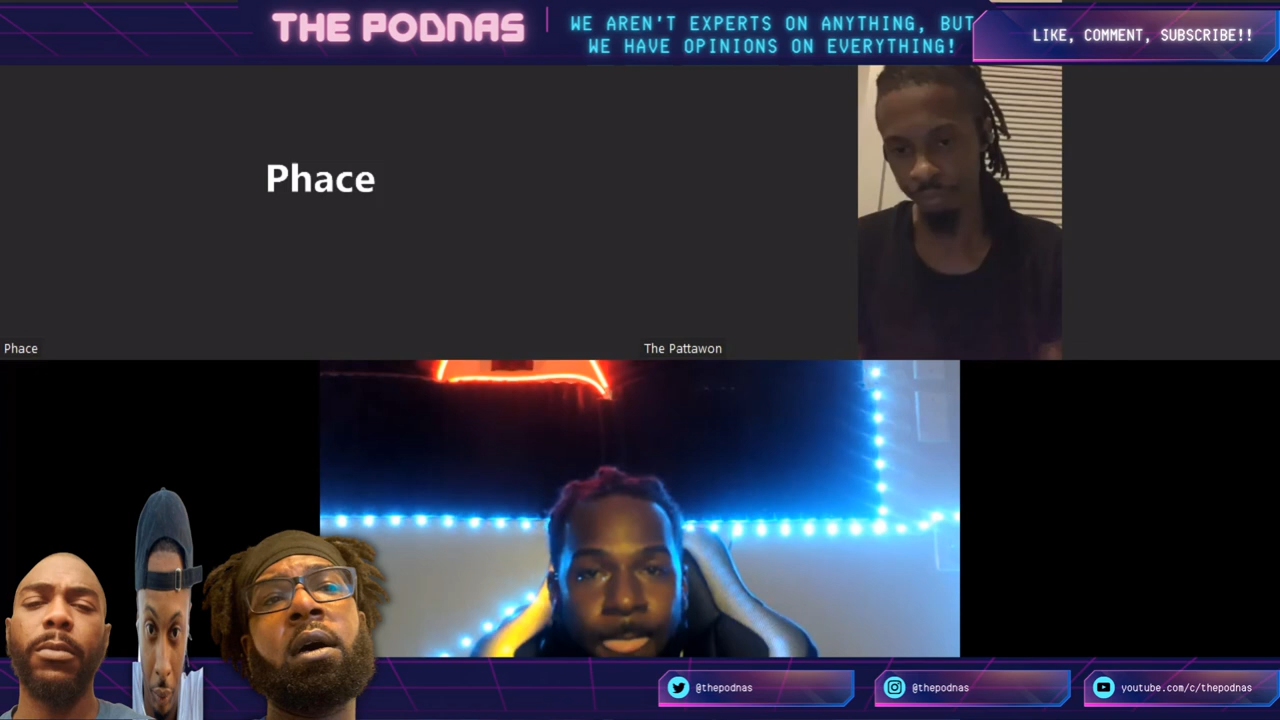 THE PODNAS
WE AREN'T EXPERTS ON ANYTHING, BUT
WE HAVE OPINIONS ON EVERYTHING!
LIKE, COMMENT, SUBSCRIBE!!
Phace
Phace
The Pattawon
@thepodnas
@thepodnas
youtube.com/c/thepodnas